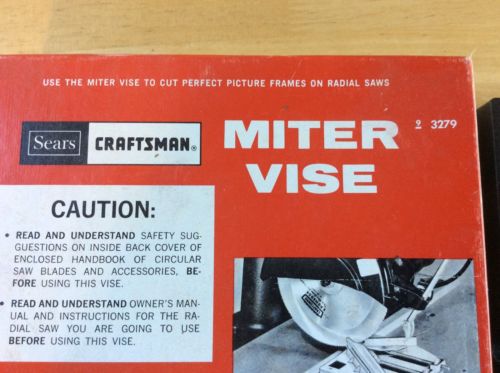 USE THE MITER VISE TO CUT PERFECT PICTURE FRAMES ON RADIAL SAWS
Sears CRAFTSMAN®
MITER
VISE
9 3279
CAUTION:
• READ AND UNDERSTAND SAFETY SUG-
GUESTIONS ON INSIDE BACK COVER OF
ENCLOSED HANDBOOK OF CIRCULAR
SAW BLADES AND ACCESSORIES, BE-
FORE USING THIS VISE.
• READ AND UNDERSTAND OWNER'S MAN-
UAL AND INSTRUCTIONS FOR THE RA-
DIAL SAW YOU ARE GOING TO USE
BEFORE USING THIS VISE.